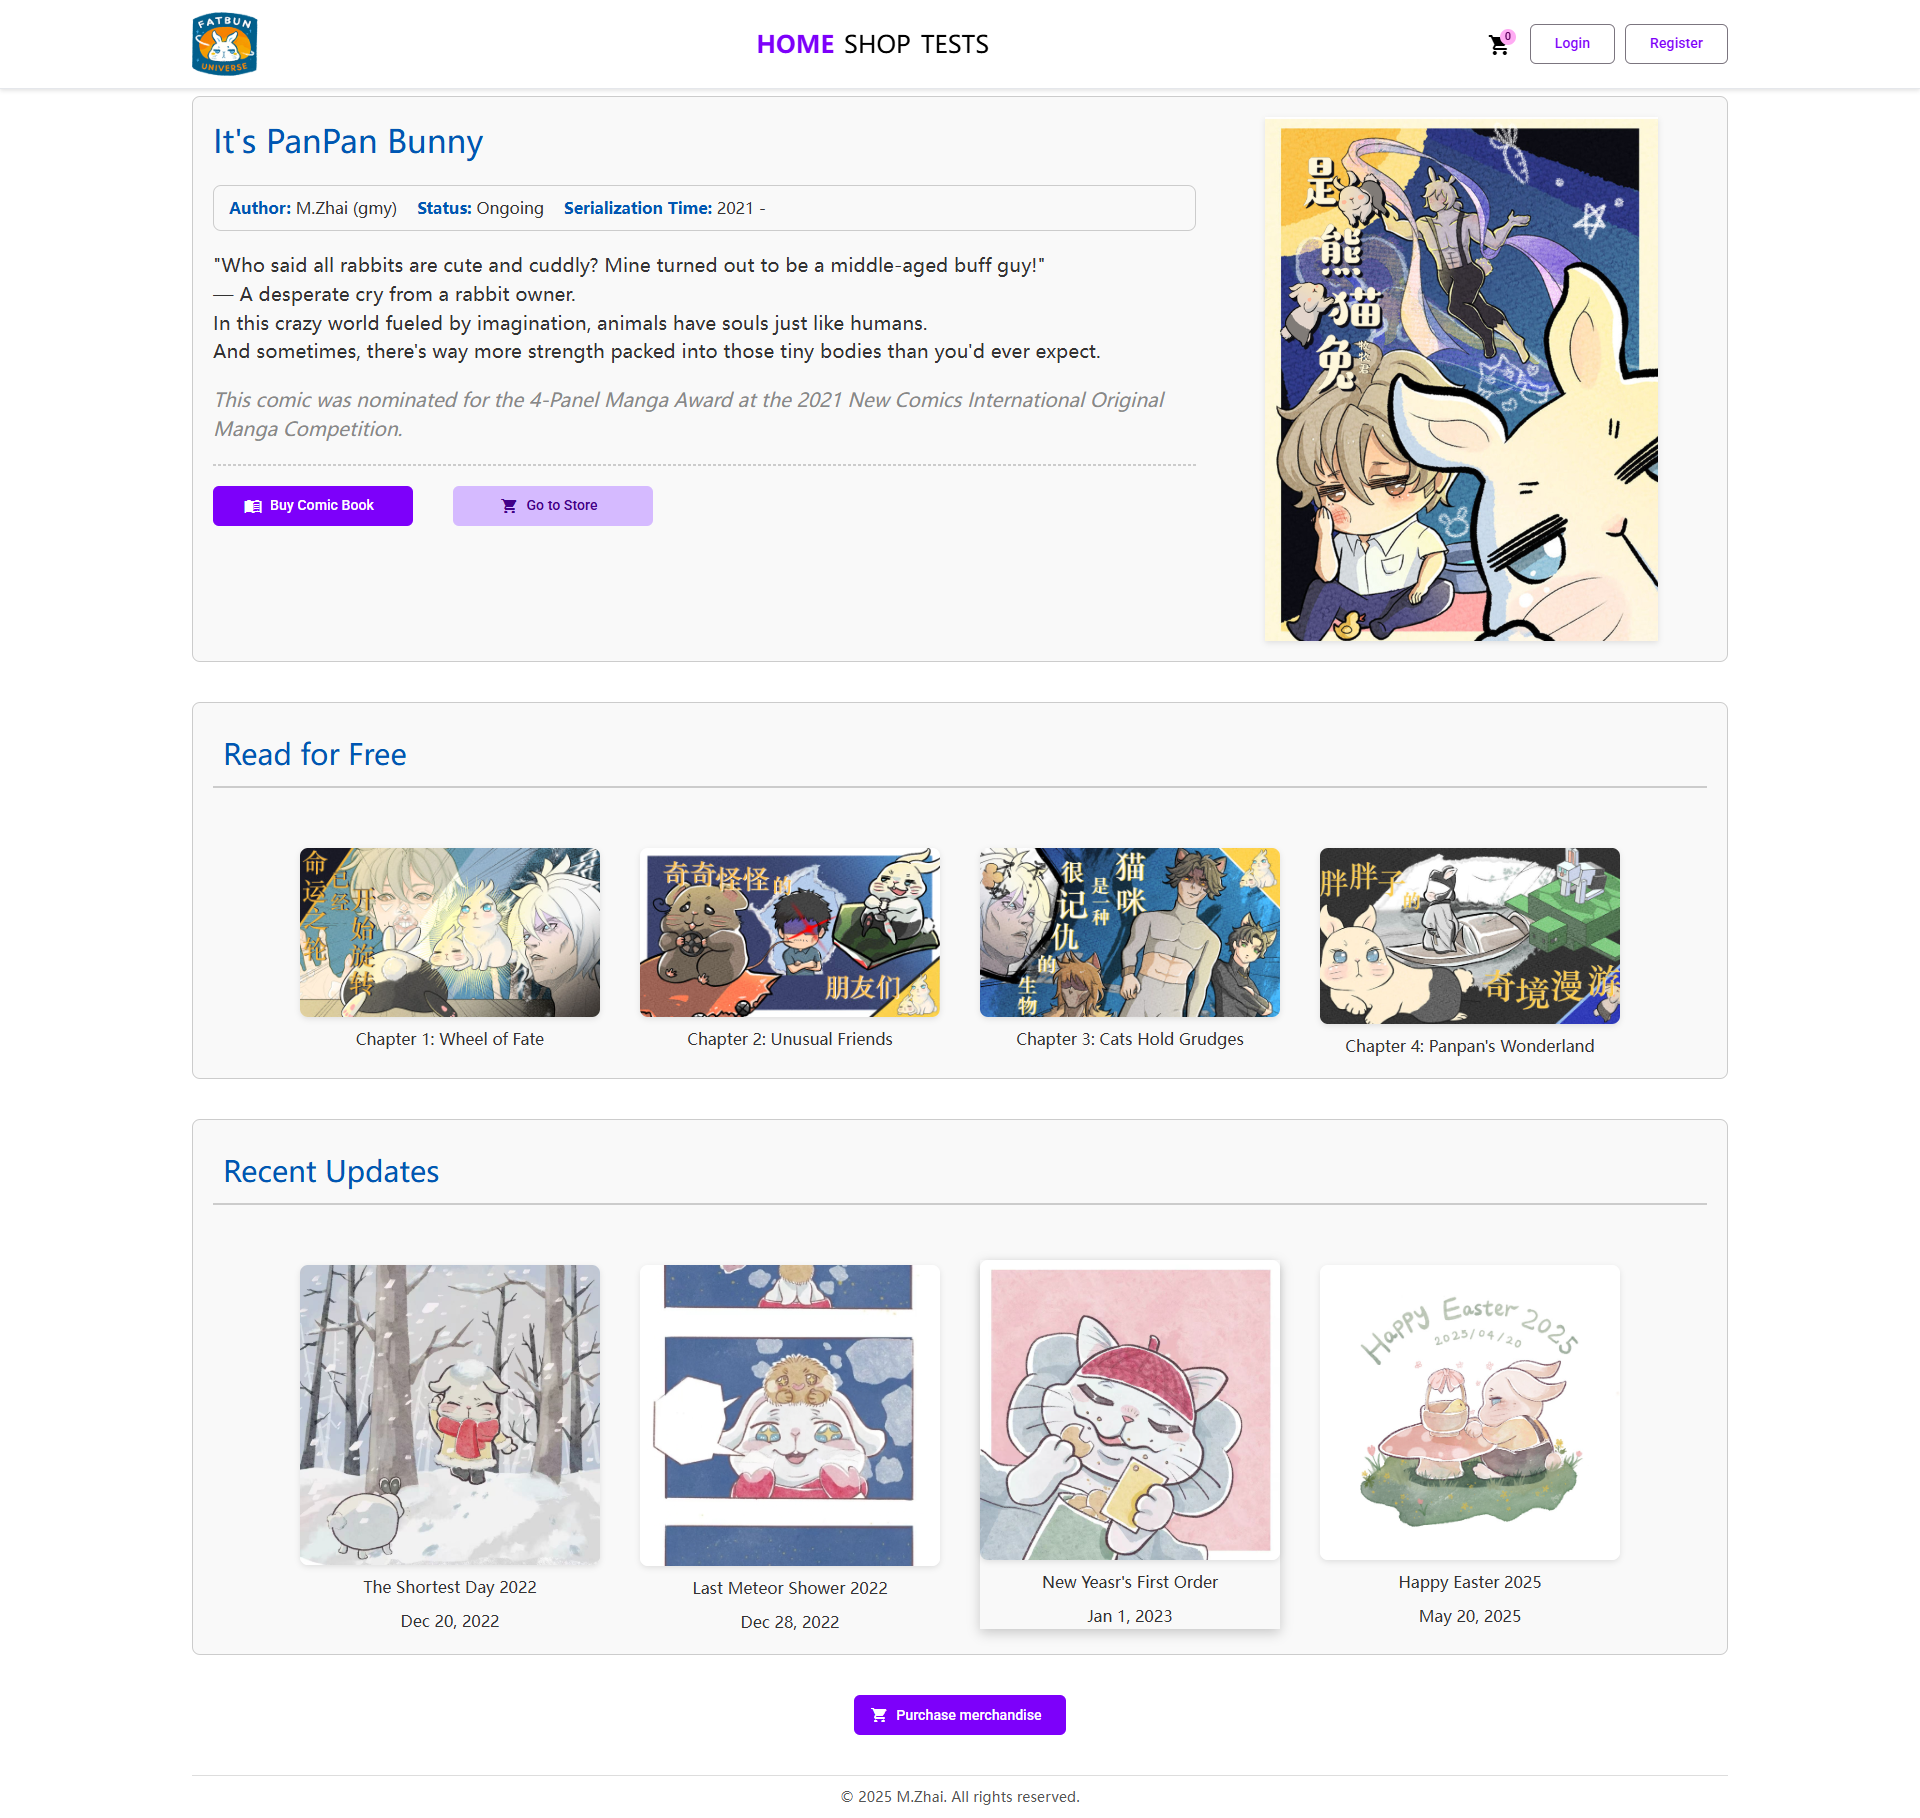 FATBUN
UNIVERSE
HOME SHOP TESTS
0
Login
Register
It's PanPan Bunny
Author: M.Zhai (gmy) Status: Ongoing Serialization Time: 2021 -
"Who said all rabbits are cute and cuddly? Mine turned out to be a middle-aged buff guy!"
— A desperate cry from a rabbit owner.
In this crazy world fueled by imagination, animals have souls just like humans.
And sometimes, there's way more strength packed into those tiny bodies than you'd ever expect.
This comic was nominated for the 4-Panel Manga Award at the 2021 New Comics International Original
Manga Competition.
Buy Comic Book
Go to Store
是熊猫兔
Read for Free
命运之轮
已经
开始旋转
Chapter 1: Wheel of Fate
奇奇怪怪的
朋友们
Chapter 2: Unusual Friends
猫咪
是一种
很记仇
的
生物
Chapter 3: Cats Hold Grudges
胖胖子的
奇境漫游
Chapter 4: Panpan's Wonderland
Recent Updates
The Shortest Day 2022
Dec 20, 2022
Last Meteor Shower 2022
Dec 28, 2022
New Yeasr's First Order
Jan 1, 2023
Happy Easter 2025
2025/04/20
Happy Easter 2025
May 20, 2025
Purchase merchandise
© 2025 M.Zhai. All rights reserved.